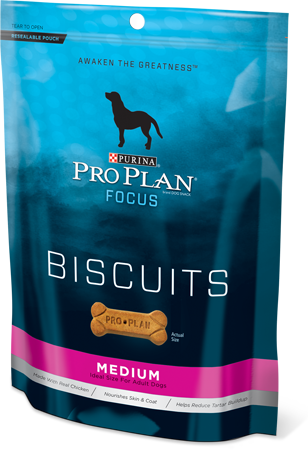 TEAR TO OPEN
RESEALABLE POUCH
AWAKEN THE GREATNESS™
PURINA
PRO PLAN
FOCUS
BISCUITS
PRO PLAN
Actual
Size
MEDIUM
Ideal Size For Adult Dogs
Made With Real Chicken
Nourishes Skin & Coat
Helps Reduce Tartar Buildup